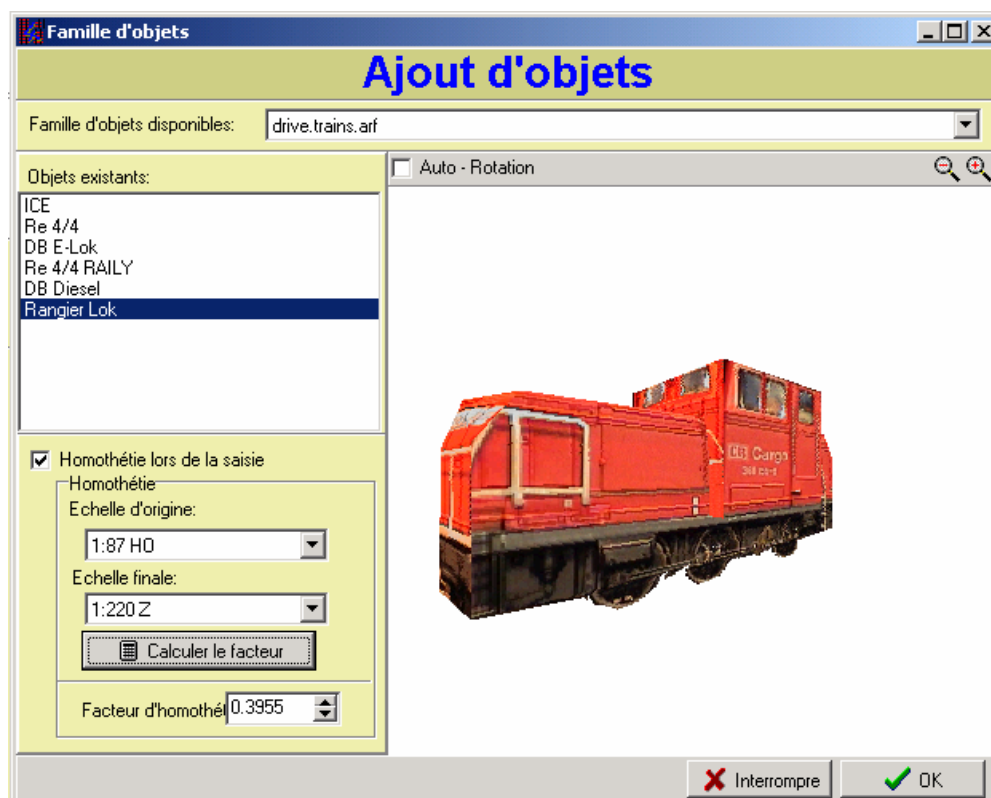 Famille d'objets
Ajout d'objets
Famille d'objets disponibles: drive.trains.arf
Objets existants:
ICE
Re 4/4
DB E-Lok
Re 4/4 RAILY
DB Diesel
Rangier Lok
Auto - Rotation
Cargo
Homothétie lors de la saisie
Homothétie
Echelle d'origine:
1:87 HO
Echelle finale:
1:220 Z
Calculer le facteur
Facteur d'homothé 0.3955
Interrompre
OK